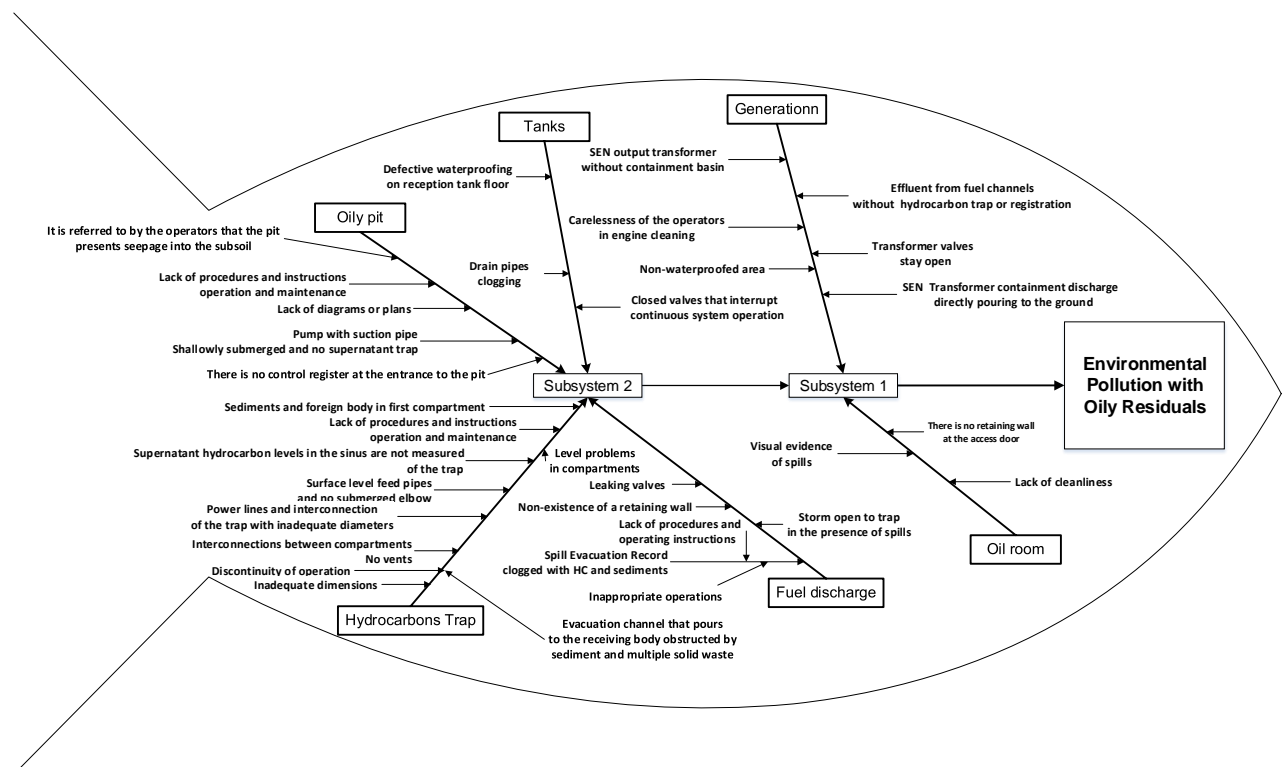 Generationn
Tanks
SEN output transformer
without containment basin
Defective waterproofing
on reception tank floor
Effluent from fuel channels
without hydrocarbon trap or registration
Oily pit
Carelessness of the operators
in engine cleaning
It is referred to by the operators that the pit
presents seepage into the subsoil
Transformer valves
stay open
Drain pipes
clogging
Non-waterproofed area
Lack of procedures and instructions
operation and maintenance
SEN Transformer containment discharge
directly pouring to the ground
Lack of diagrams or plans
Closed valves that interrupt
continuous system operation
Pump with suction pipe
Shallowly submerged and no supernatant trap
There is no control register at the entrance to the pit
Subsystem 2
Subsystem 1
Environmental
Pollution with
Oily Residuals
Sediments and foreign body in first compartment
Lack of procedures and instructions
operation and maintenance
There is no retaining wall
at the access door
Supernatant hydrocarbon levels in the sinus are not measured
of the trap
Level problems
in compartments
Visual evidence
of spills
Surface level feed pipes
and no submerged elbow
Leaking valves
Lack of cleanliness
Power lines and interconnection
of the trap with inadequate diameters
Non-existence of a retaining wall
Lack of procedures and
operating instructions
Storm open to trap
in the presence of spills
Interconnections between compartments
No vents
Spill Evacuation Record
clogged with HC and sediments
Oil room
Discontinuity of operation
Inadequate dimensions
Inappropriate operations
Fuel discharge
Hydrocarbons Trap
Evacuation channel that pours
to the receiving body obstructed by
sediment and multiple solid waste